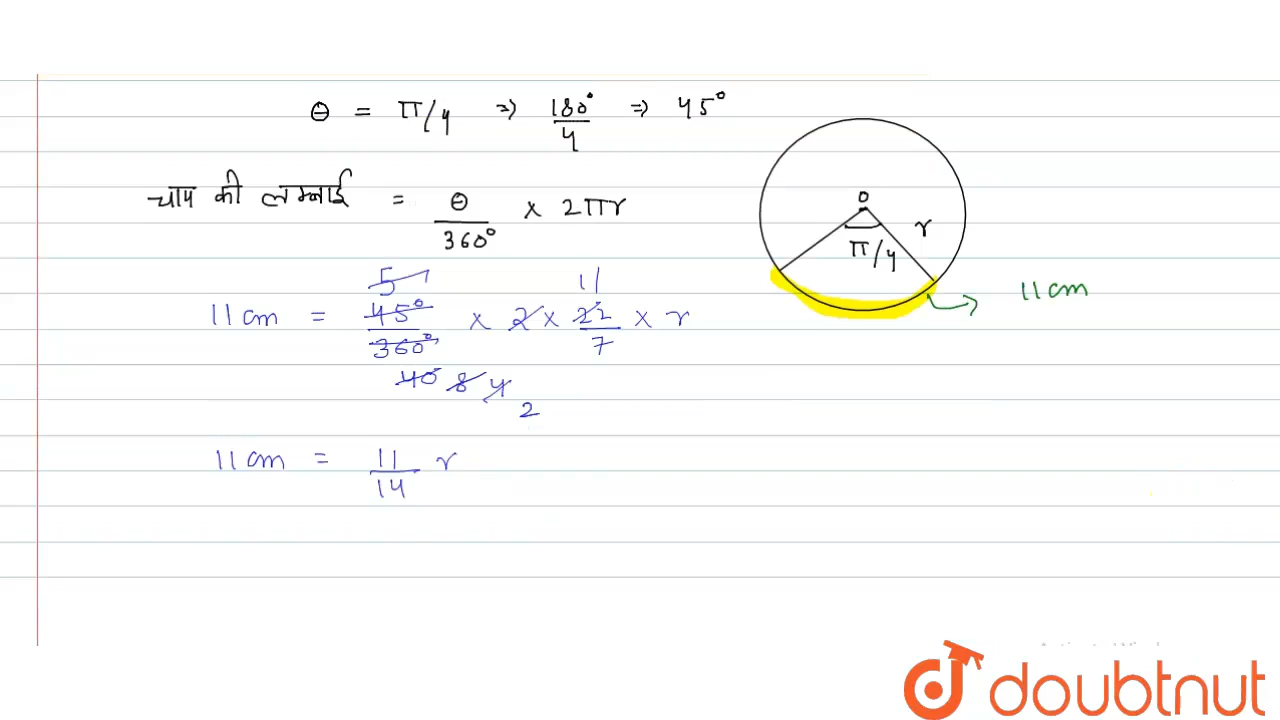 θ = π/4 ⇒ 180°/4 ⇒ 45°
चाप की लम्बाई = θ/360° × 2πr
11 cm = 45°/360° × 2 × 22/7 × r
5 1 11
40 8 4 2
11 cm = 11/14 r
O
r
π/4
11 cm
doubtnut